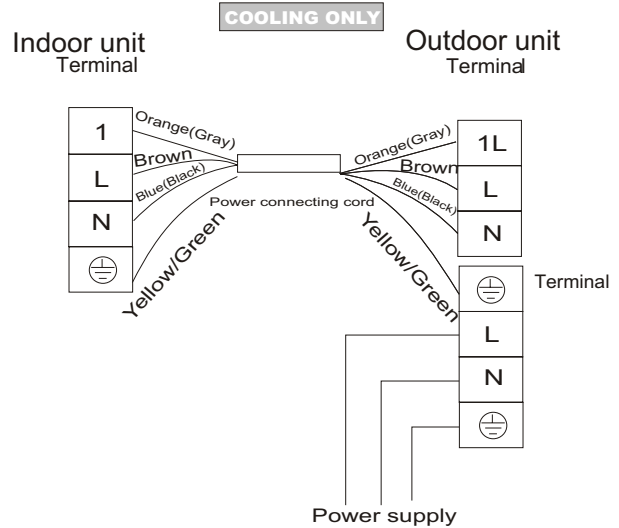 COOLING ONLY
Indoor unit
Terminal
Outdoor unit
Terminal
1
L
N
Orange(Gray)
Brown
Blue(Black)
Yellow/Green
Power connecting cord
Orange(Gray)
Brown
Blue(Black)
Yellow/Green
1L
L
N
Terminal
L
N
Power supply